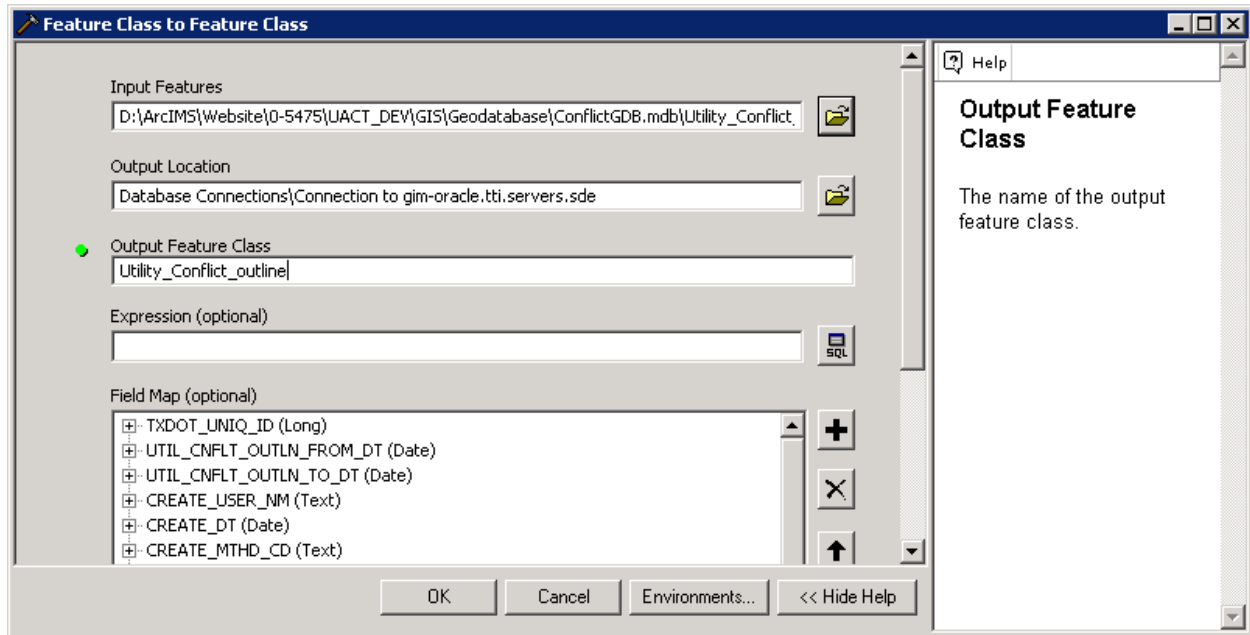 Feature Class to Feature Class
Input Features
D:\ArcIMS\Website\0-5475\UACT_DEV\GIS\Geodatabase\ConflictGDB.mdb\Utility_Conflict_
Output Location
Database Connections\Connection to gim-oracle.tti.servers.sde
Output Feature Class
Utility_Conflict_outline
Expression (optional)
SQL
Field Map (optional)
TXDOT_UNIQ_ID (Long)
UTIL_CNFLT_OUTLN_FROM_DT (Date)
UTIL_CNFLT_OUTLN_TO_DT (Date)
CREATE_USER_NM (Text)
CREATE_DT (Date)
CREATE_MTHD_CD (Text)
OK
Cancel
Environments...
<< Hide Help
Help
Output Feature
Class
The name of the output
feature class.